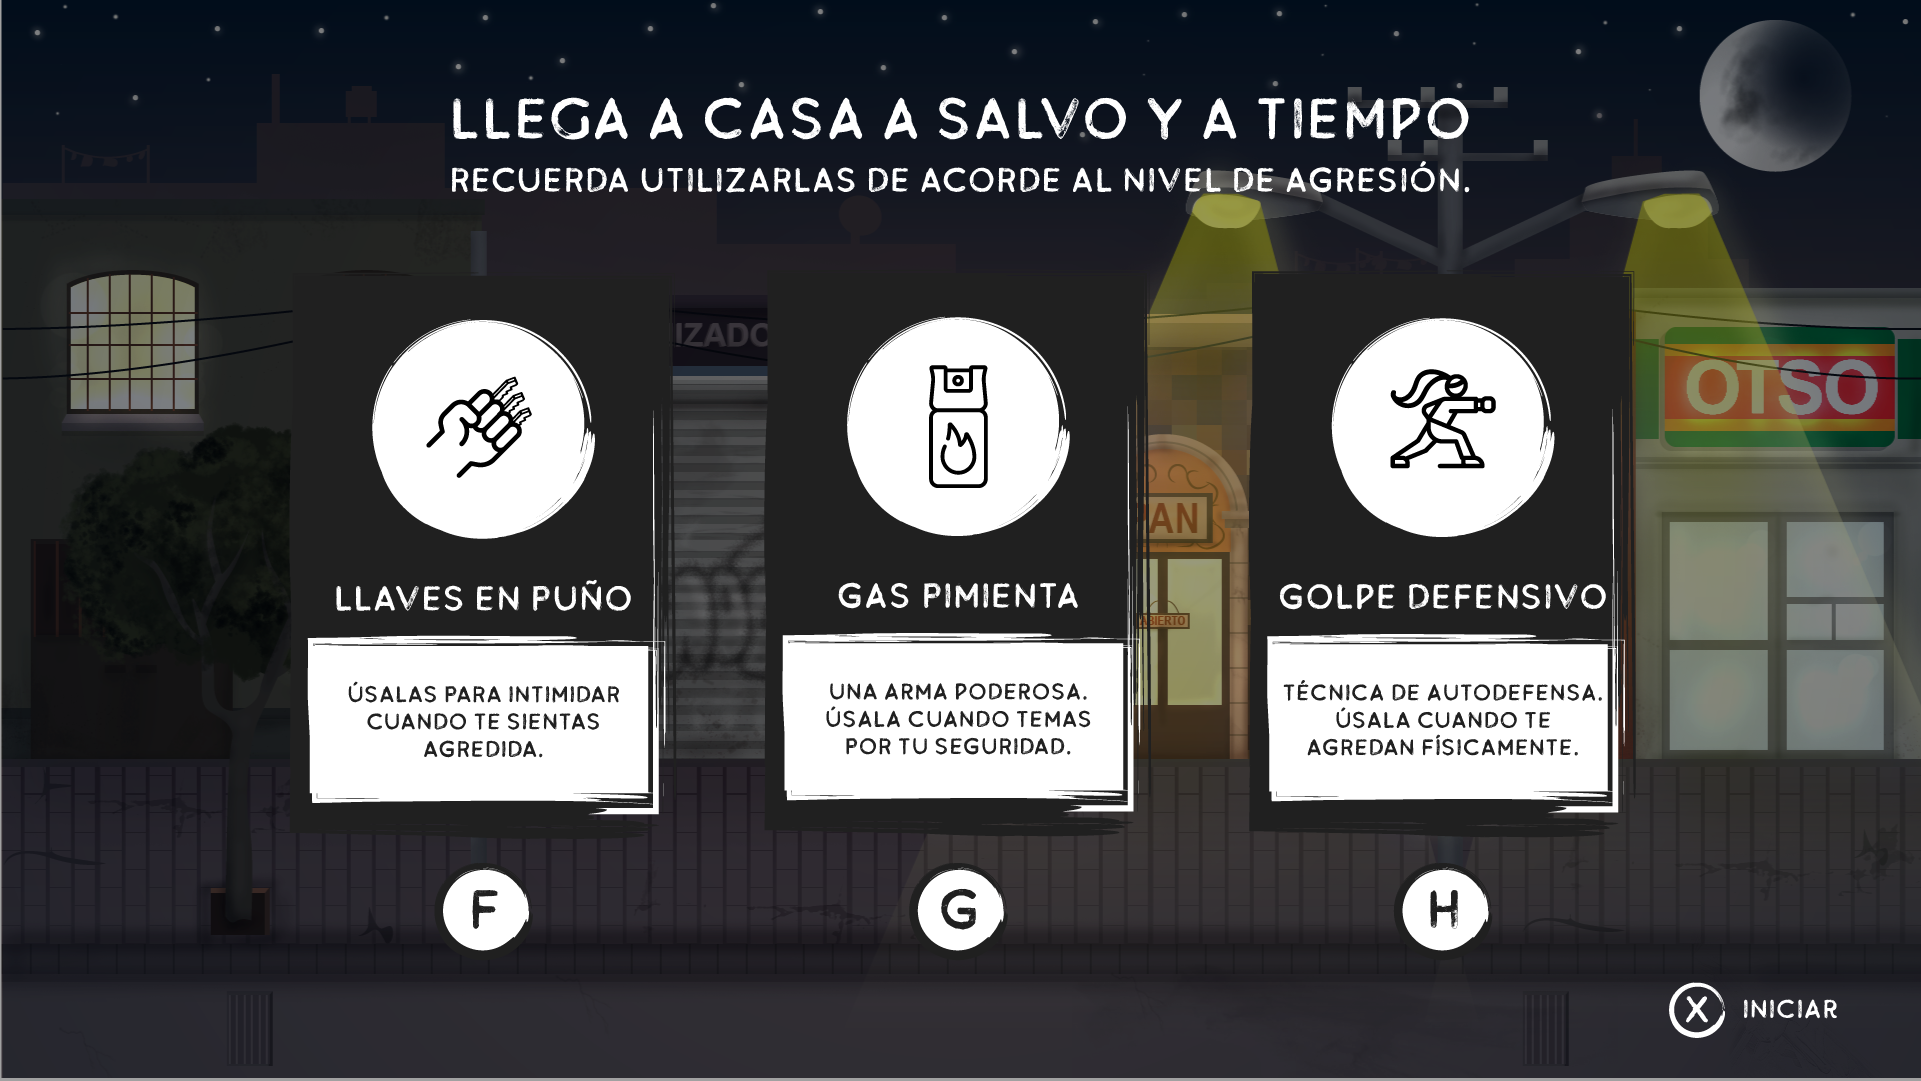 LLEGA A CASA A SALVO Y A TIEMPO
RECUERDA UTILIZARLAS DE ACORDE AL NIVEL DE AGRESIÓN.
IZADO
OTSO
AN
ABIERTO
LLAVES EN PUÑO
ÚSALAS PARA INTIMIDAR
CUANDO TE SIENTAS
AGREDIDA.
F
GAS PIMIENTA
UNA ARMA PODEROSA.
ÚSALA CUANDO TEMAS
POR TU SEGURIDAD.
G
GOLPE DEFENSIVO
TÉCNICA DE AUTODEFENSA.
ÚSALA CUANDO TE
AGREDAN FÍSICAMENTE.
H
X INICIAR